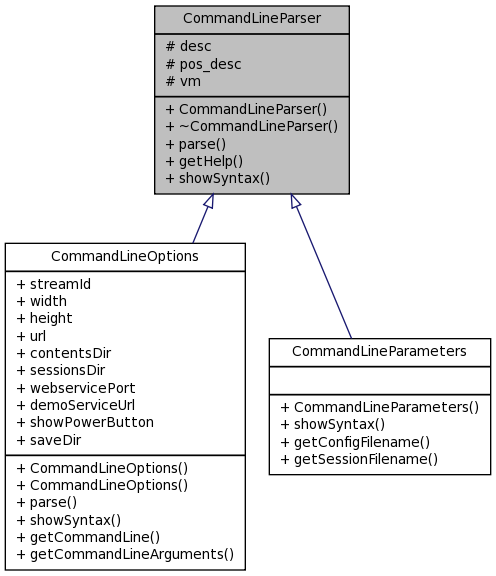 CommandLineParser
# desc
# pos_desc
# vm
+ CommandLineParser()
+ ~CommandLineParser()
+ parse()
+ getHelp()
+ showSyntax()
CommandLineOptions
+ streamId
+ width
+ height
+ url
+ contentsDir
+ sessionsDir
+ webservicePort
+ demoServiceUrl
+ showPowerButton
+ saveDir
+ CommandLineOptions()
+ CommandLineOptions()
+ parse()
+ showSyntax()
+ getCommandLine()
+ getCommandLineArguments()
CommandLineParameters
+ CommandLineParameters()
+ showSyntax()
+ getConfigFilename()
+ getSessionFilename()